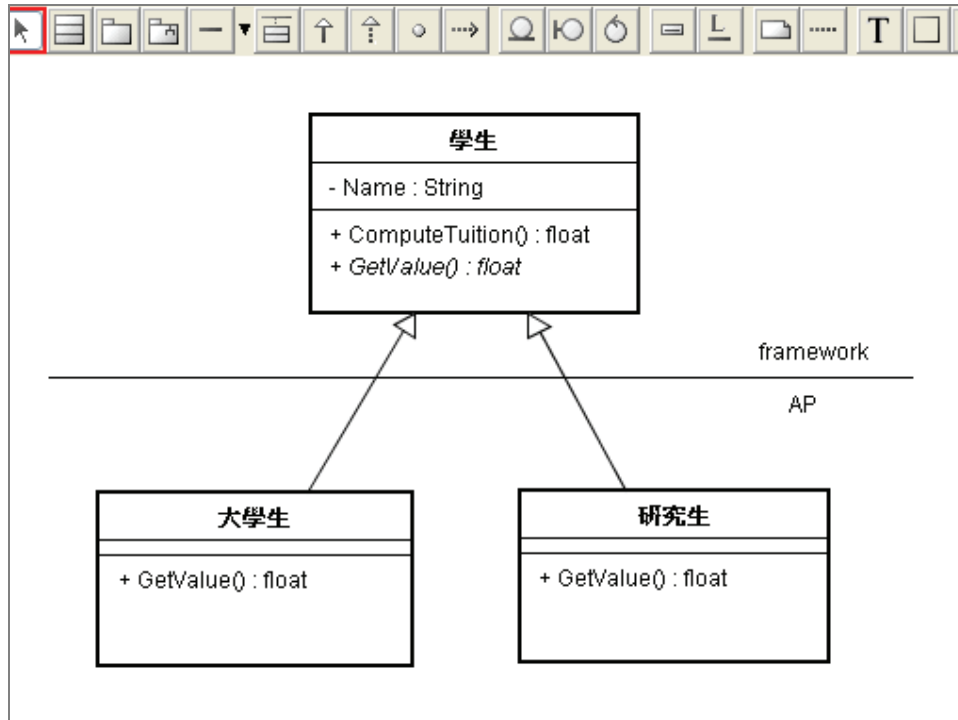 T
學生
- Name : String
+ ComputeTuition() : float
+ GetValue() : float
framework
AP
大學生
+ GetValue() : float
研究生
+ GetValue() : float